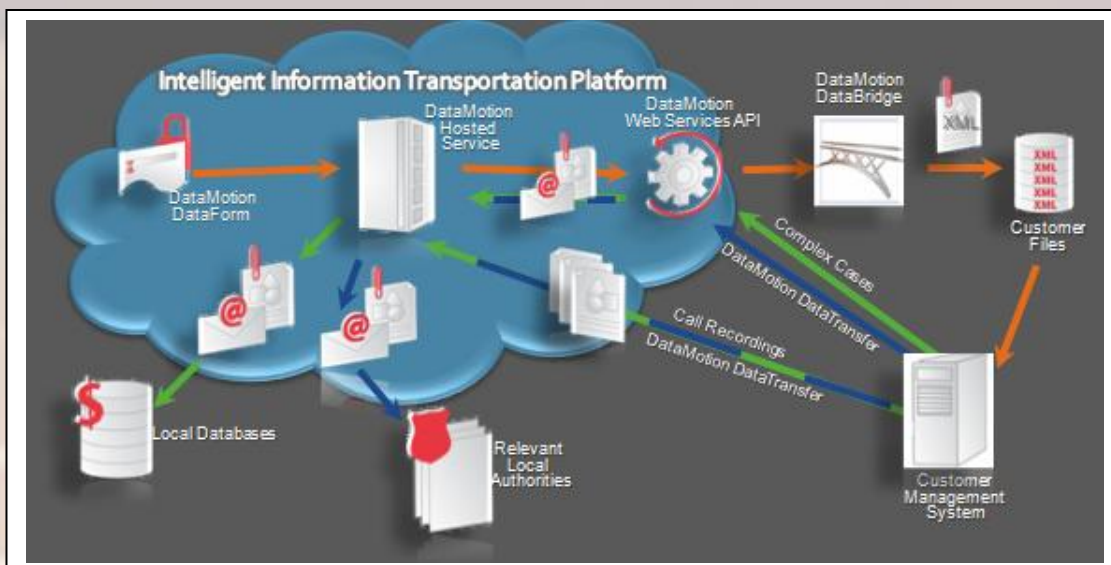 Intelligent Information Transportation Platform
DataMotion
DataForm
DataMotion
Hosted
Service
DataMotion
Web Services API
DataMotion
DataBridge
XML
XML
XML
XML
XML
XML
Customer
Files
@
Complex Cases
DataMotion DataTransfer
Call Recordings
DataMotion DataTransfer
@
@
$
Local Databases
Relevant
Local
Authorities
Customer
Management
System